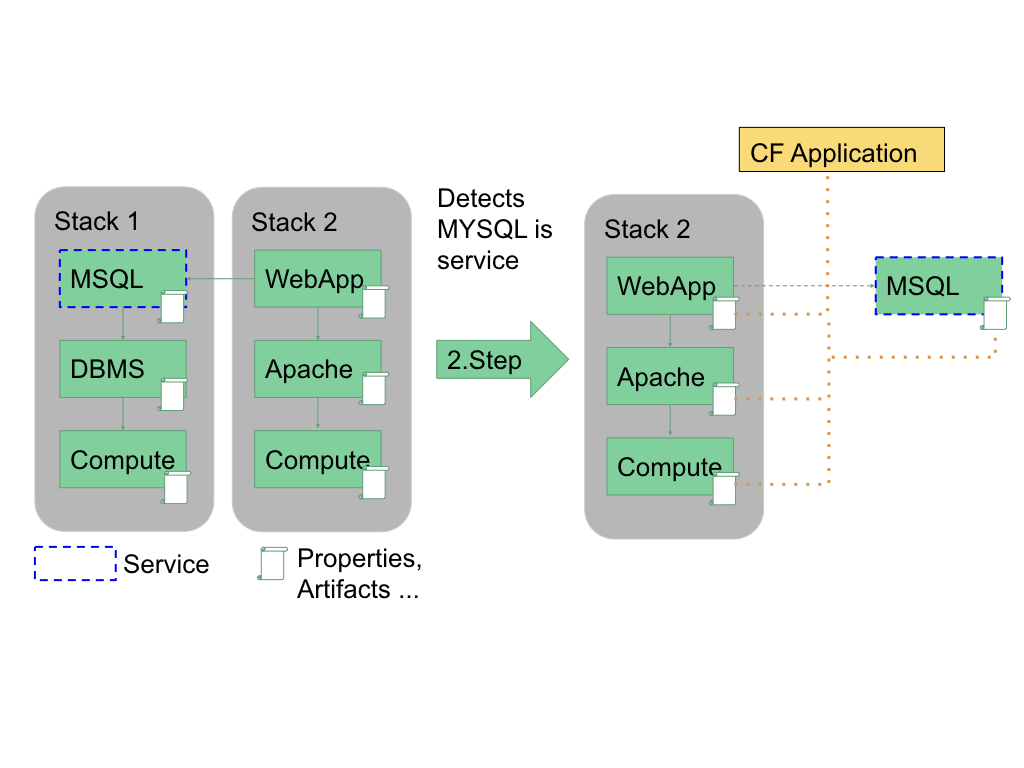 CF Application
Detects
MYSQL is
service
Stack 1
Stack 2
Stack 2
MSQL
WebApp
WebApp
MSQL
2.Step
DBMS
Apache
Apache
Compute
Compute
Compute
Service
Properties,
Artifacts ...